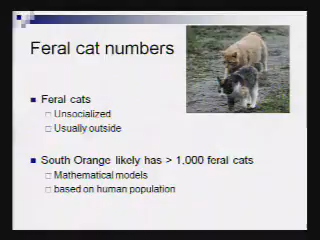 Feral cat numbers
Feral cats
Unsocialized
Usually outside
South Orange likely has > 1,000 feral cats
Mathematical models
based on human population